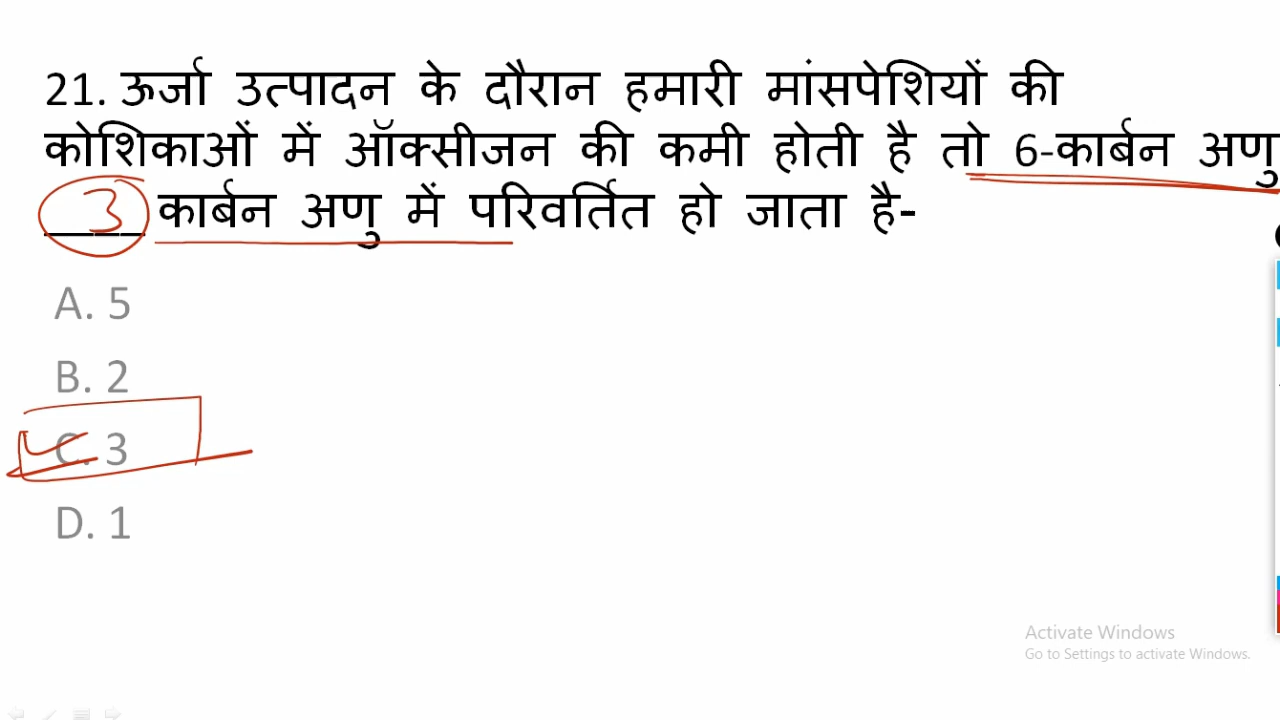 21. ऊर्जा उत्पादन के दौरान हमारी मांसपेशियों की
कोशिकाओं में ऑक्सीजन की कमी होती है तो 6-कार्बन अणु
3 कार्बन अणु में परिवर्तित हो जाता है-
A. 5
B. 2
C. 3
D. 1
Activate Windows
Go to Settings to activate Windows.